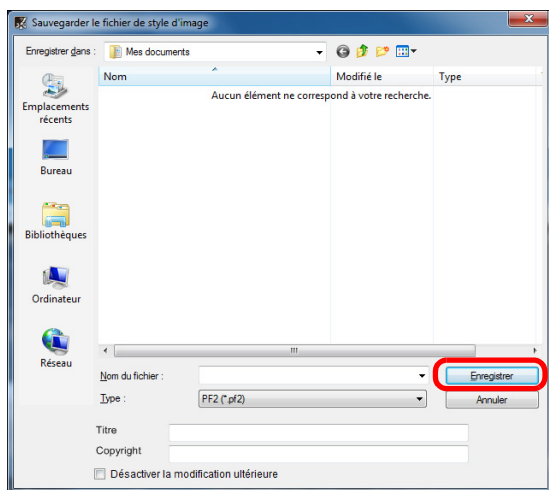 Sauvegarder le fichier de style d'image
Enregistrer dans : Mes documents
Nom Modifié le Type
Aucun élément ne correspond à votre recherche.
Emplacements
récents
Bureau
Bibliothèques
Ordinateur
Réseau
Nom du fichier : Enregistrer
Type : PF2 (*.pf2) Annuler
Titre
Copyright
Désactiver la modification ultérieure